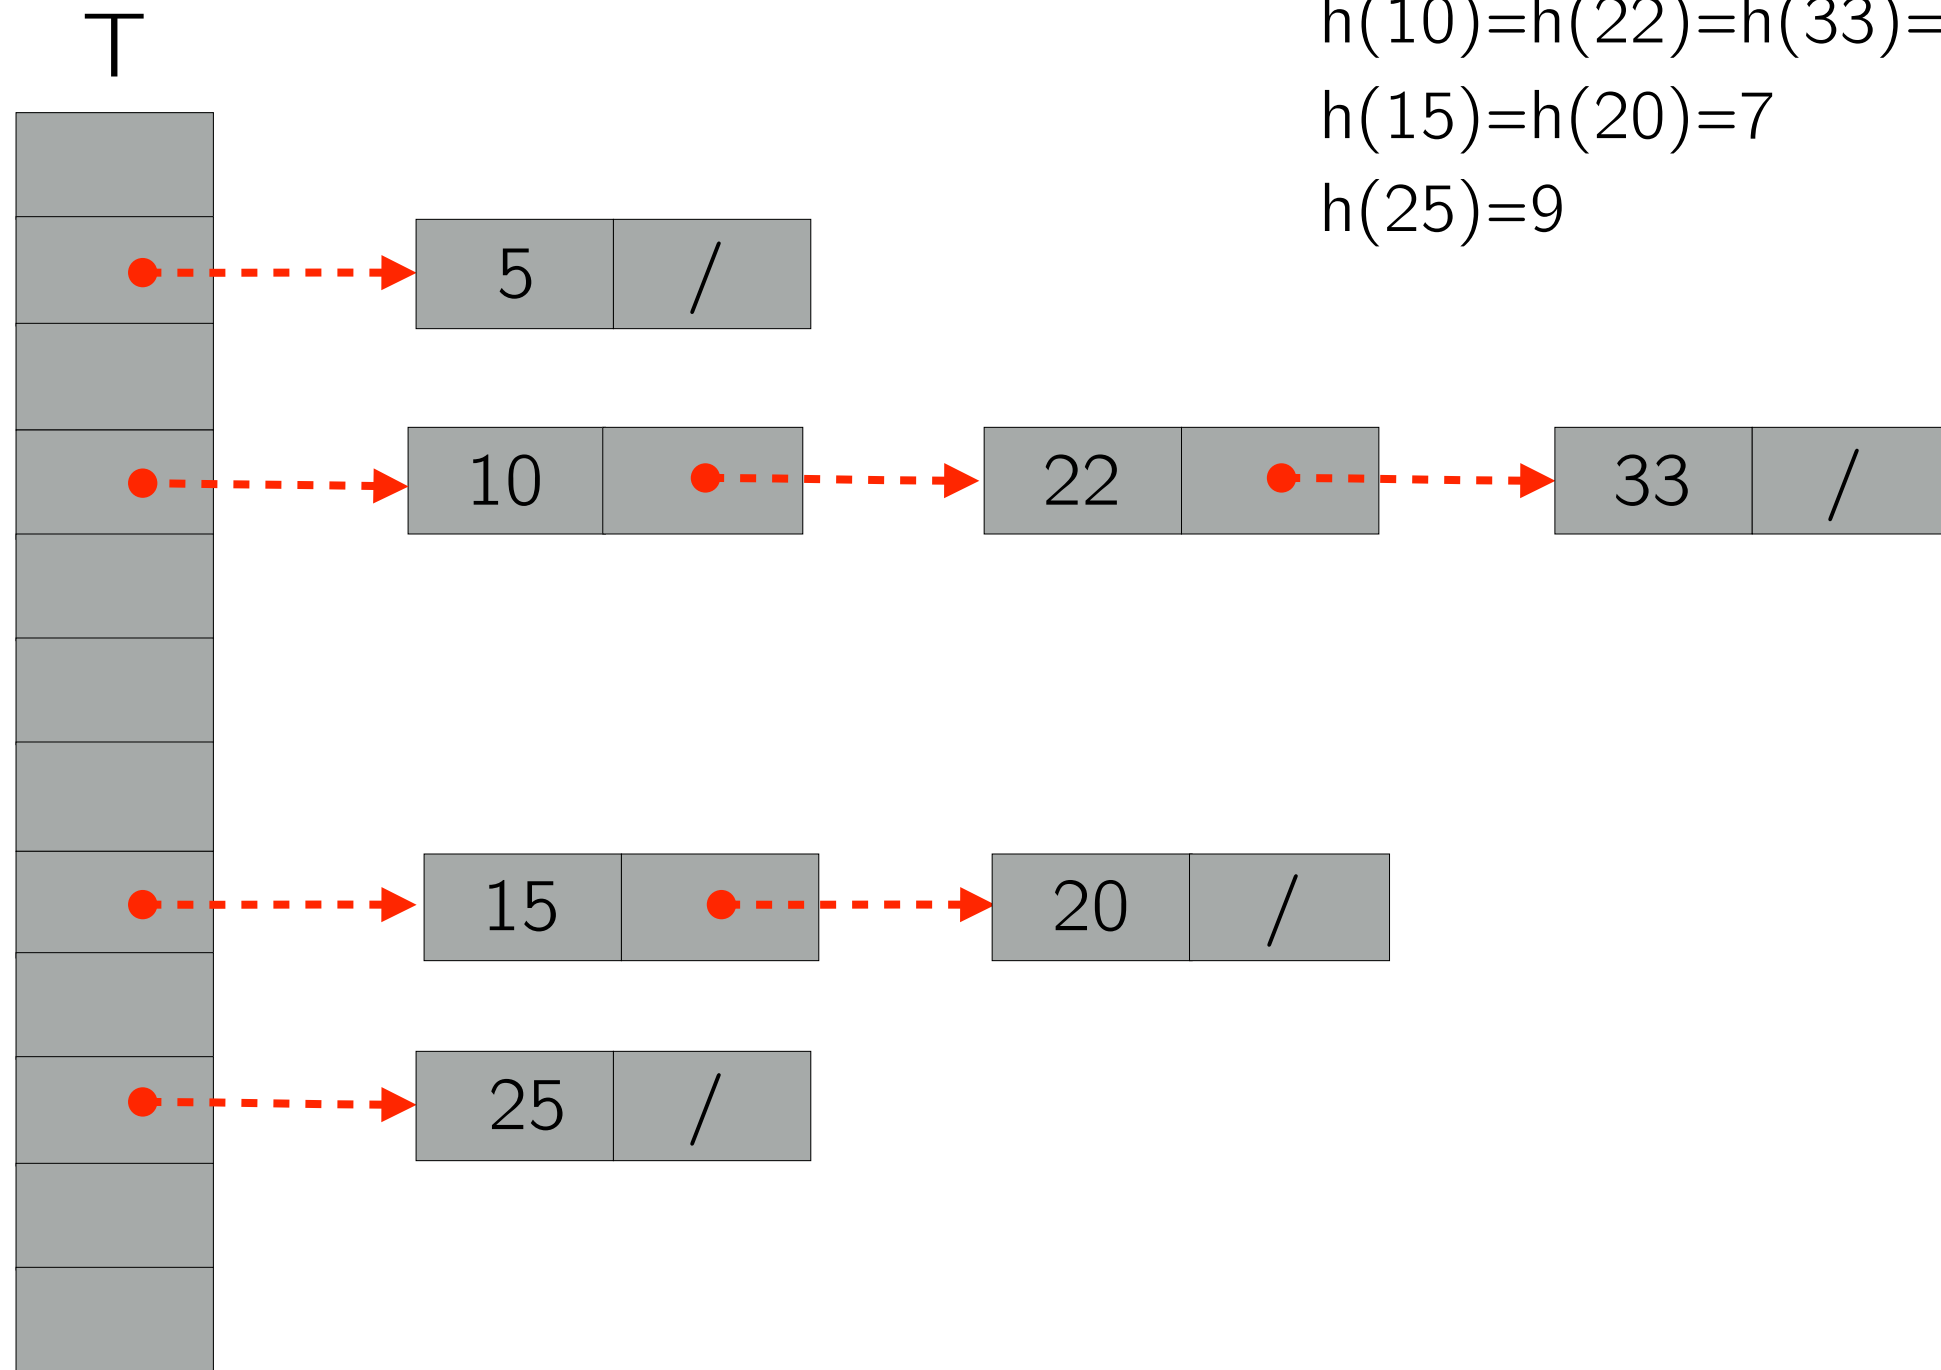 T
h(10)=h(22)=h(33)=
h(15)=h(20)=7
h(25)=9
5 /
10 22 33 /
15 20 /
25 /